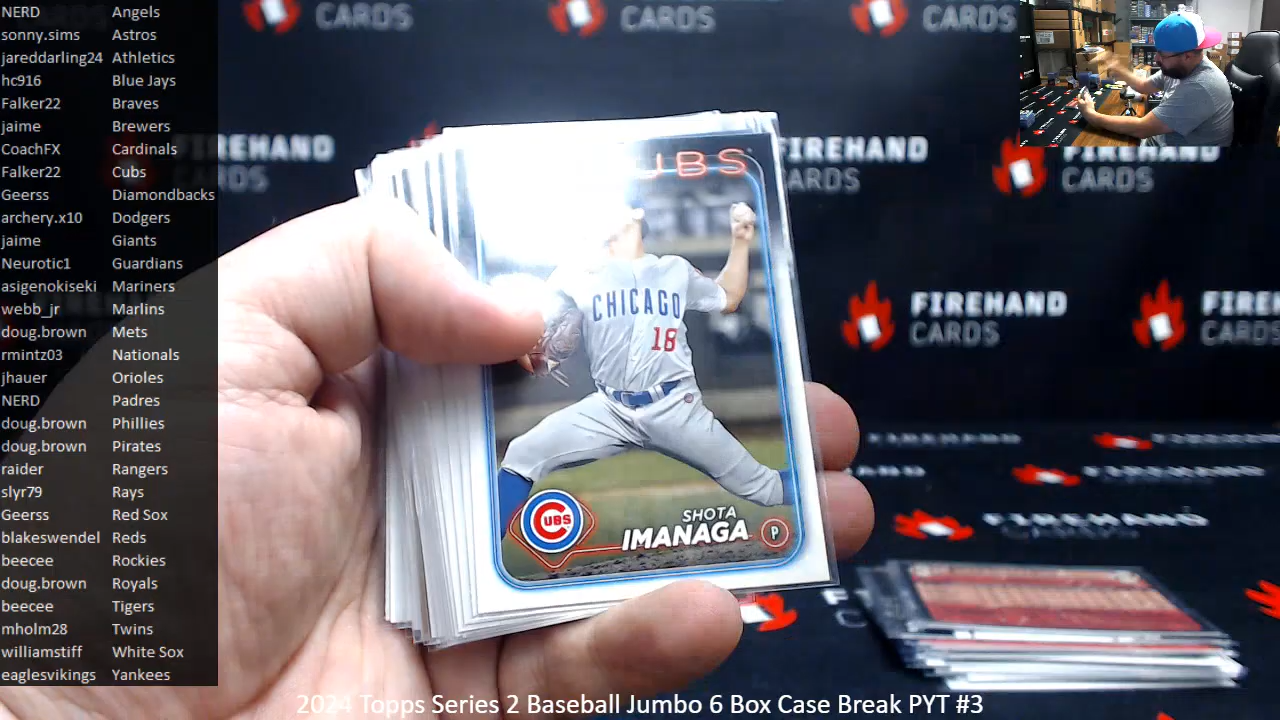 NERD Angels
sonny.sims Astros
jareddarling24 Athletics
hc916 Blue Jays
Falker22 Braves
jaime Brewers
CoachFX Cardinals
Falker22 Cubs
Geerss Diamondbacks
archery.x10 Dodgers
jaime Giants
Neurotic1 Guardians
asigenokiseki Mariners
webb_jr Marlins
doug.brown Mets
rmintz03 Nationals
jhauer Orioles
NERD Padres
doug.brown Phillies
doug.brown Pirates
raider Rangers
slyr79 Rays
Geerss Red Sox
blakeswendel Reds
beecee Rockies
doug.brown Royals
beecee Tigers
mholm28 Twins
williamstiff White Sox
eaglesvikings Yankees
CARDS
CARDS
CARDS
FIREHAND
CARDS
FIREHAND
CARDS
UBS
CHICAGO
18
CUBS
SHOTA
IMANAGA P
2024 Topps Series 2 Baseball Jumbo 6 Box Case Break PYT #3